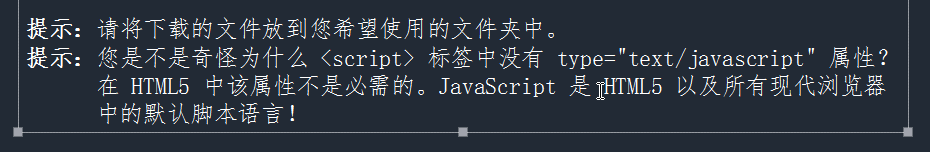 提示：请将下载的文件放到您希望使用的文件夹中。
提示：您是不是奇怪为什么 <script> 标签中没有 type="text/javascript" 属性？
在 HTML5 中该属性不是必需的。JavaScript 是 HTML5 以及所有现代浏览器
中的默认脚本语言！